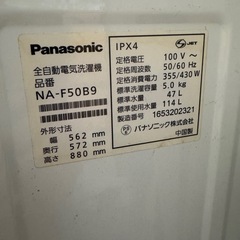 Panasonic
全自動電気洗濯機
品番
NA-F50B9
外形寸法
幅 562 mm
奥行 572 mm
高さ 880 mm
IPX4
JET
定格電圧 100 V~
定格周波数 50/60 Hz
定格消費電力 355/430 W
標準洗濯容量 5.0 kg
標準水量 47 L
標準使用水量 114 L
製造番号 1653202321
パナソニック株式会社
中国製